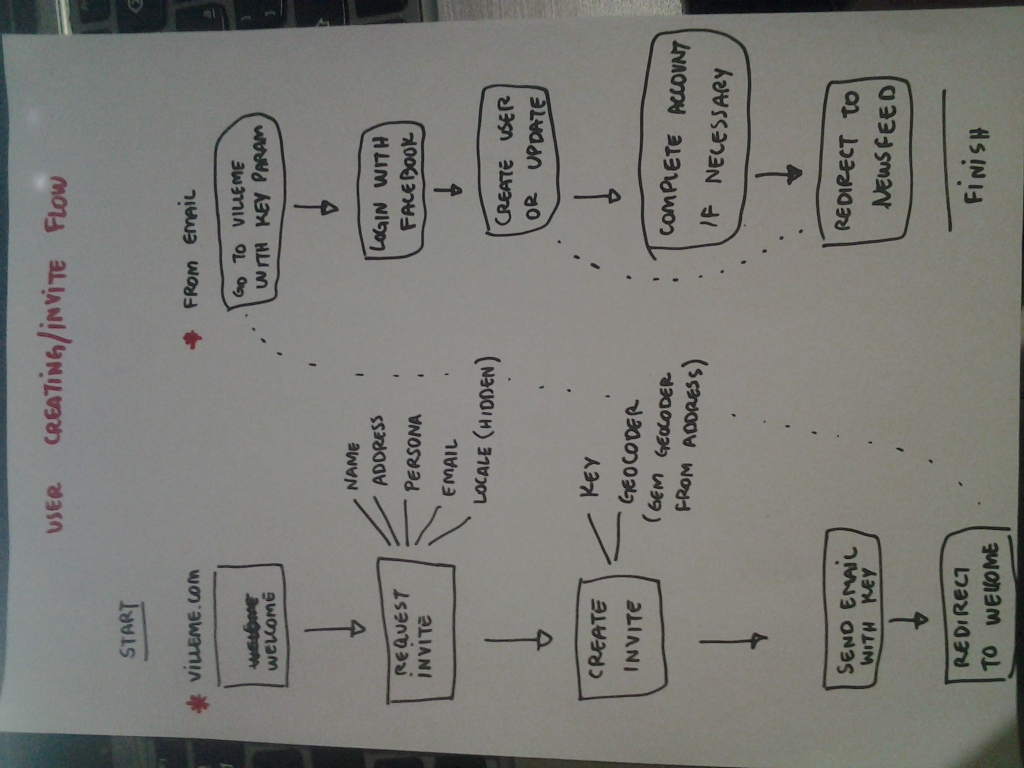 USER CREATING/INVITE FLOW
START
* VILLEME.COM
WELCOME
WELCOME
REQUEST
INVITE
NAME
ADDRESS
PERSONA
EMAIL
LOCALE (HIDDEN)
CREATE
INVITE
KEY
GEOCODER
(GEM GEOCODER
FROM ADDRESS)
SEND EMAIL
WITH KEY
REDIRECT
TO WELCOME
* FROM EMAIL
GO TO VILLEME
WITH KEY PARAM
LOGIN WITH
FACEBOOK
CREATE USER
OR UPDATE
COMPLETE ACCOUNT
IF NECESSARY
REDIRECT TO
NEWSFEED
FINISH